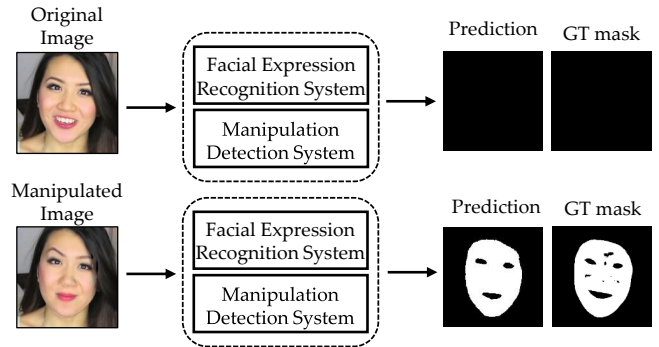 Original
Image
Facial Expression
Recognition System
Manipulation
Detection System
Prediction
GT mask
Manipulated
Image
Facial Expression
Recognition System
Manipulation
Detection System
Prediction
GT mask